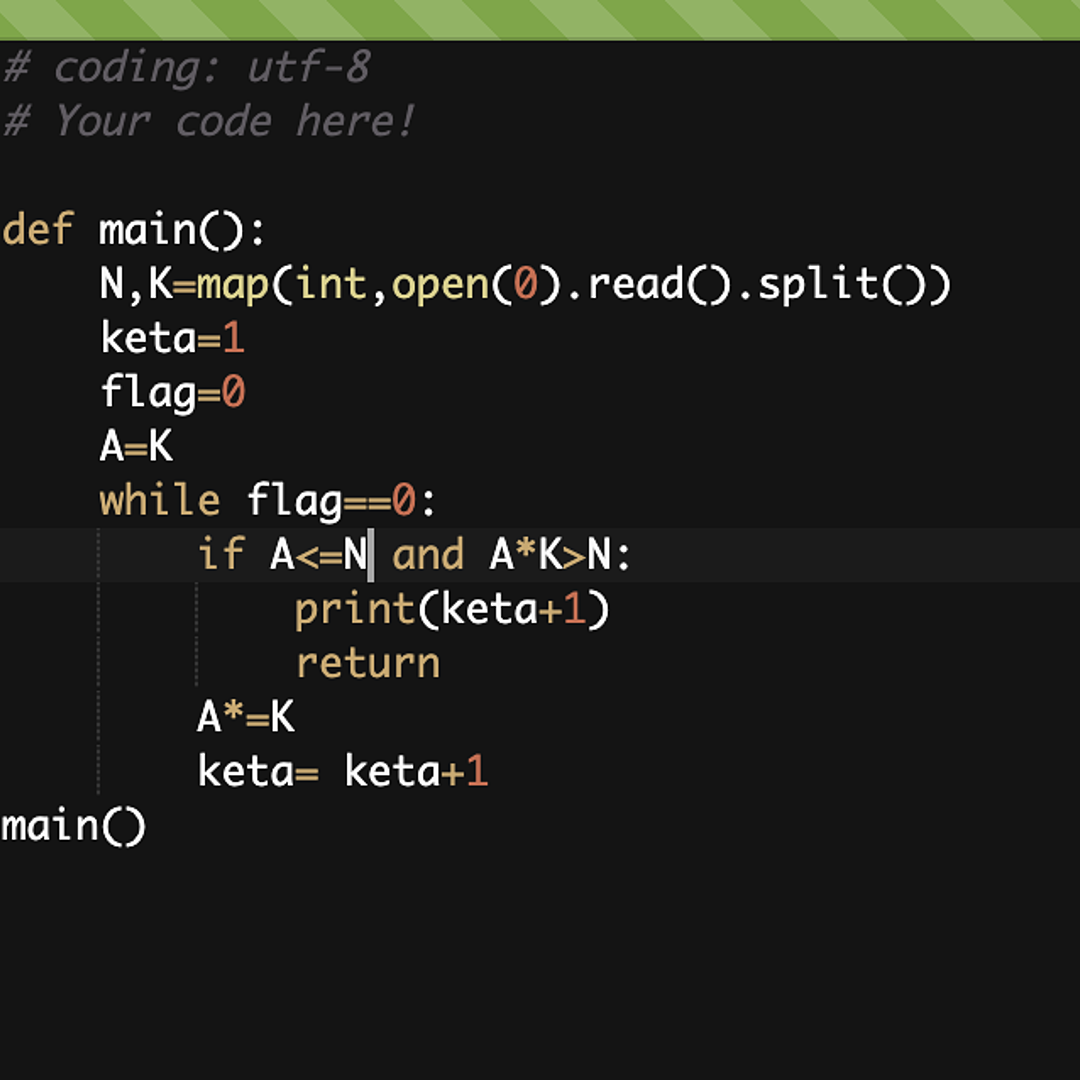 # coding: utf-8
# Your code here!
def main():
    N,K=map(int,open(0).read().split())
    keta=1
    flag=0
    A=K
    while flag==0:
        if A<=N and A*K>N:
            print(keta+1)
            return
        A*=K
        keta= keta+1
main()